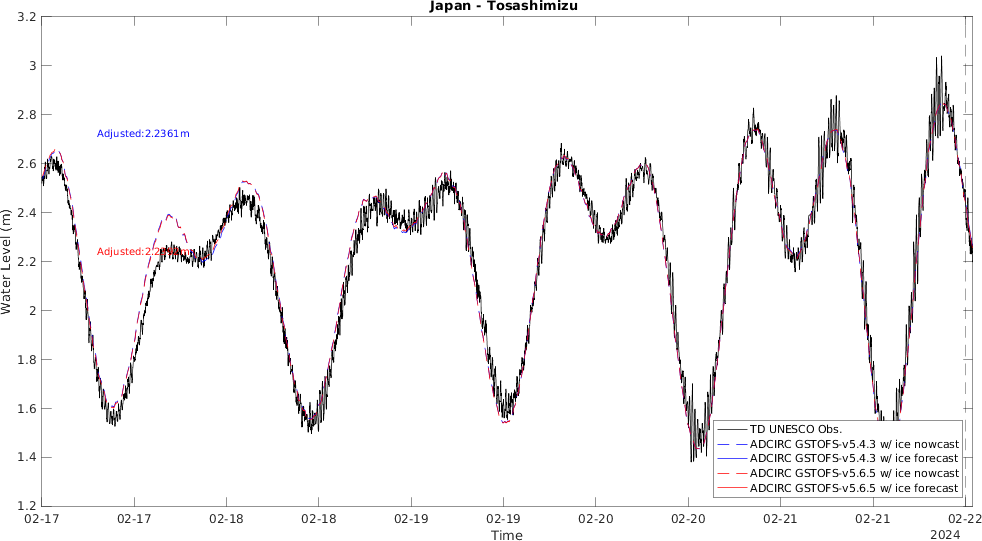 Japan - Tosashimizu
3.2
3
2.8
2.6
2.4
2.2
2
1.8
1.6
1.4
1.2
Water Level (m)
Adjusted:2.2361m
Adjusted:2.2
TD UNESCO Obs.
ADCIRC GSTOFS-v5.4.3 w/ ice nowcast
ADCIRC GSTOFS-v5.4.3 w/ ice forecast
ADCIRC GSTOFS-v5.6.5 w/ ice nowcast
ADCIRC GSTOFS-v5.6.5 w/ ice forecast
02-17 02-17 02-18 02-18 02-19 02-19 02-20 02-20 02-21 02-21 02-22
Time
2024